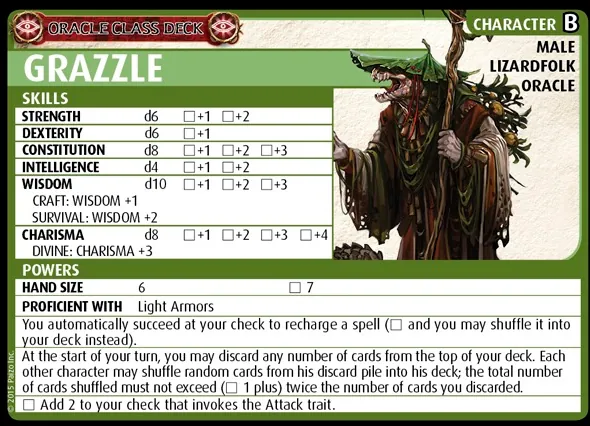 ORACLE CLASS DECK
CHARACTER B
GRAZZLE
MALE
LIZARDFOLK
ORACLE
SKILLS
STRENGTH d6 □+1 □+2
DEXTERITY d6 □+1
CONSTITUTION d8 □+1 □+2 □+3
INTELLIGENCE d4 □+1 □+2
WISDOM d10 □+1 □+2 □+3
CRAFT: WISDOM +1
SURVIVAL: WISDOM +2
CHARISMA d8 □+1 □+2 □+3 □+4
DIVINE: CHARISMA +3
POWERS
HAND SIZE 6 □ 7
PROFICIENT WITH Light Armors
You automatically succeed at your check to recharge a spell (□ and you may shuffle it into
your deck instead).
At the start of your turn, you may discard any number of cards from the top of your deck. Each
other character may shuffle random cards from his discard pile into his deck; the total number
of cards shuffled must not exceed (□ 1 plus) twice the number of cards you discarded.
□ Add 2 to your check that invokes the Attack trait.
© 2015 Paizo Inc.